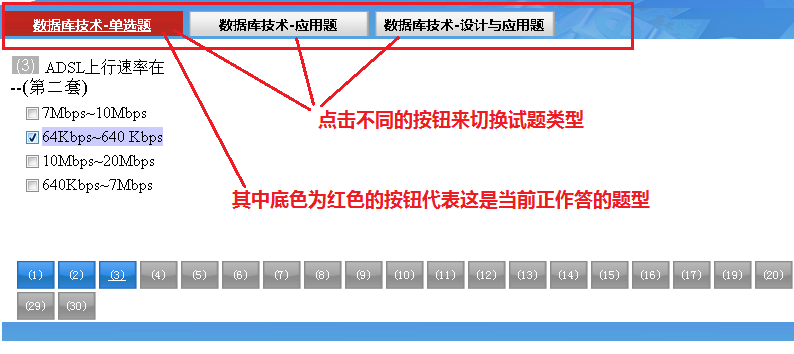 数据库技术-单选题 数据库技术-应用题 数据库技术-设计与应用题
(3) ADSL上行速率在
--(第二套)
7Mbps~10Mbps
64Kbps~640 Kbps
10Mbps~20Mbps
640Kbps~7Mbps
点击不同的按钮来切换试题类型
其中底色为红色的按钮代表这是当前正作答的题型
(1) (2) (3) (4) (5) (6) (7) (8) (9) (10) (11) (12) (13) (14) (15) (16) (17) (19) (20)
(29) (30)